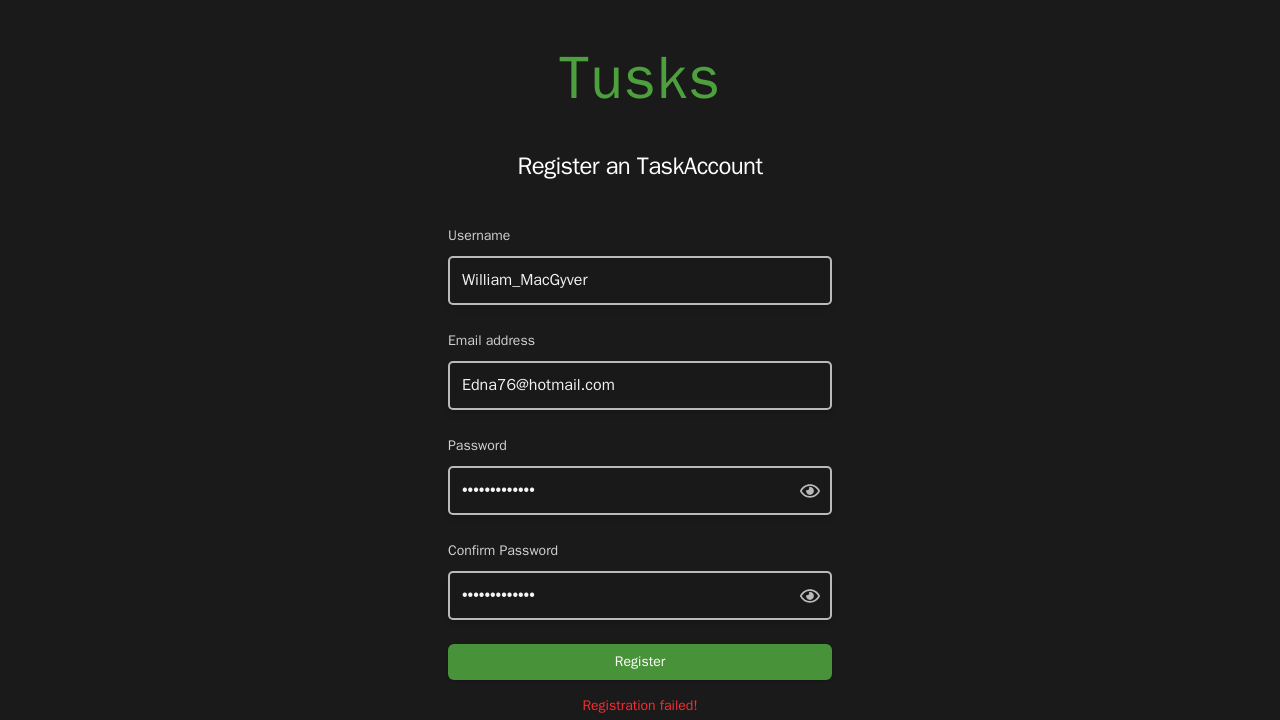 Tusks
Register an TaskAccount
Username
William_MacGyver
Email address
Edna76@hotmail.com
Password
•••••••••••••
Confirm Password
•••••••••••••
Register
Registration failed!